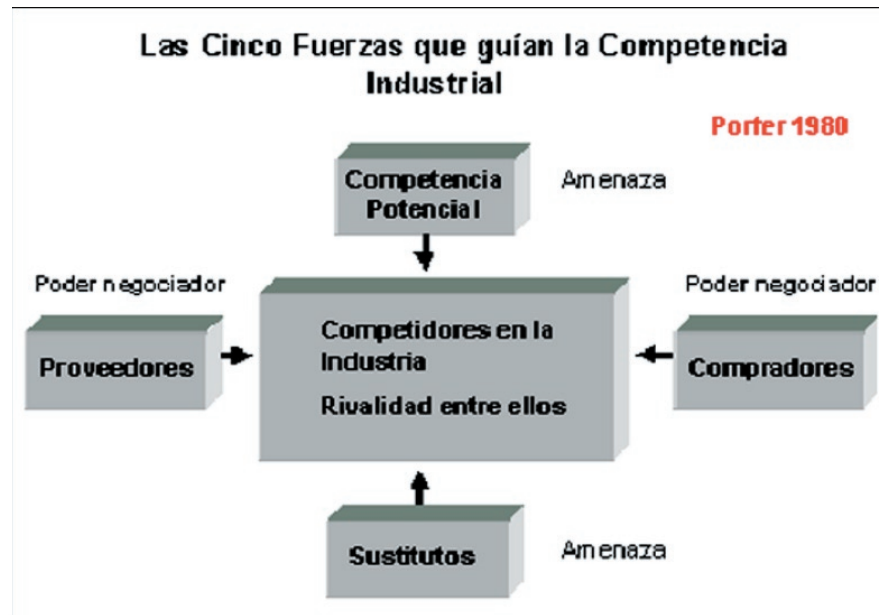 Las Cinco Fuerzas que guían la Competencia
Industrial
Porter 1980
Competencia
Potencial
Amenaza
Poder negociador
Poder negociador
Proveedores
Competidores en la
Industria
Rivalidad entre ellos
Compradores
Sustitutos
Amenaza